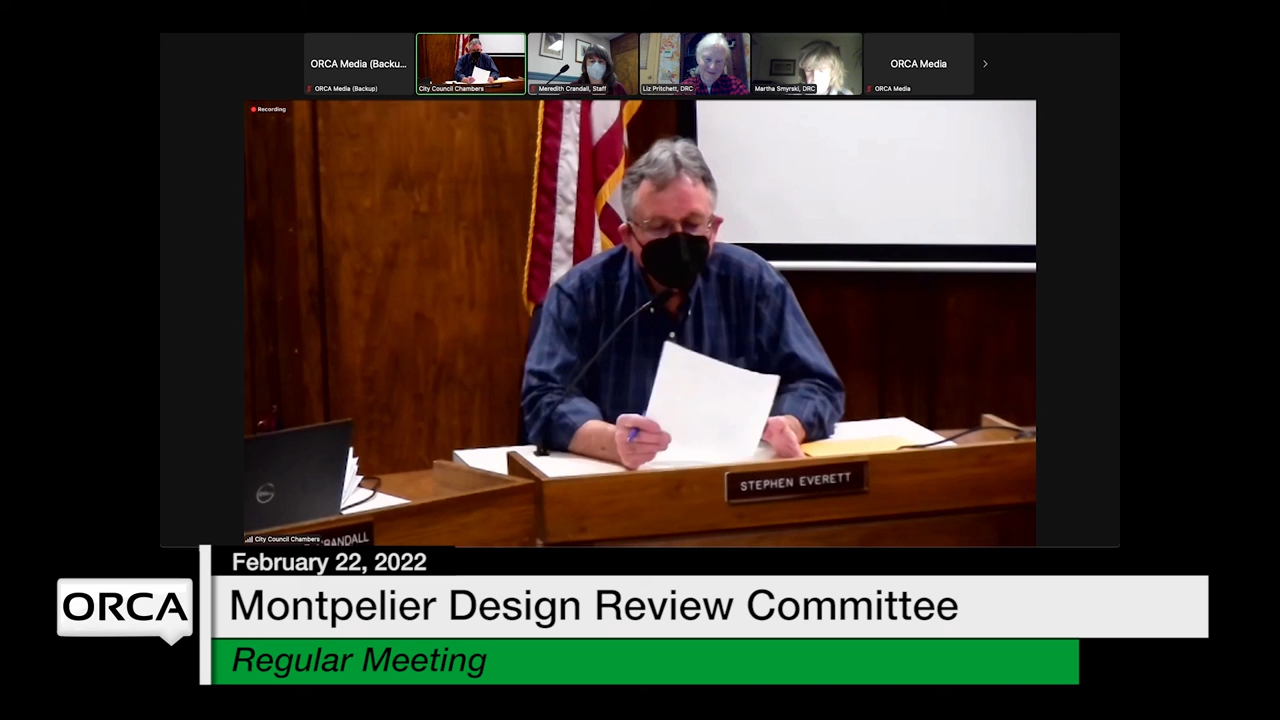 ORCA Media (Backu...
ORCA Media
ORCA Media (Backup)
City Council Chambers
Meredith Crandall, Staff
Liz Pritchett, DRC
Martha Smyrski, DRC
ORCA Media
Recording
STEPHEN EVERETT
CRANDALL
City Council Chambers
February 22, 2022
ORCA
Montpelier Design Review Committee
Regular Meeting